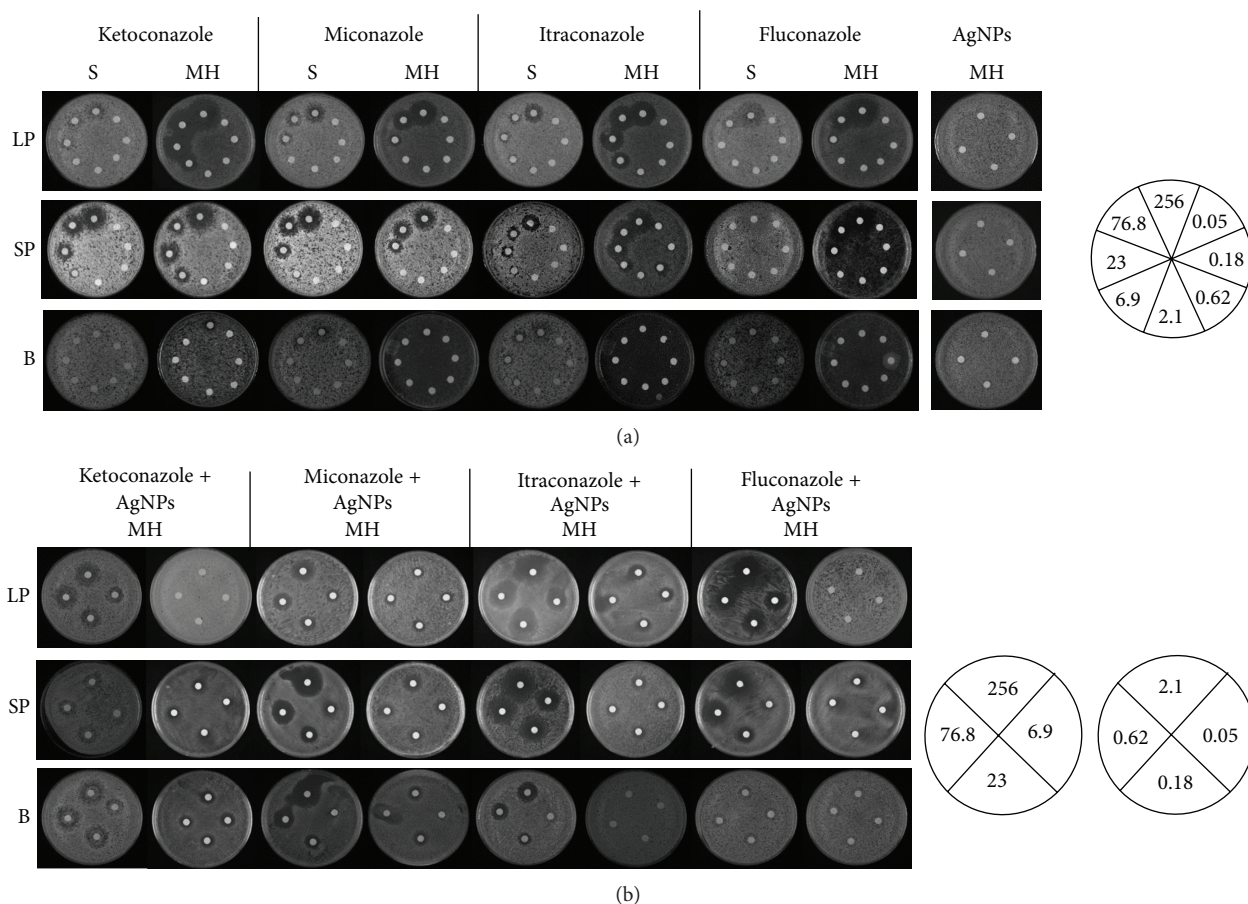 Ketoconazole Miconazole Itraconazole Fluconazole AgNPs
S MH S MH S MH S MH MH
LP
SP
B
256
76.8 0.05
23 0.18
6.9 0.62
2.1
(a)
Ketoconazole + Miconazole + Itraconazole + Fluconazole +
AgNPs AgNPs AgNPs AgNPs
MH MH MH MH
LP
SP
B
256
76.8 6.9
23
2.1
0.62 0.05
0.18
(b)